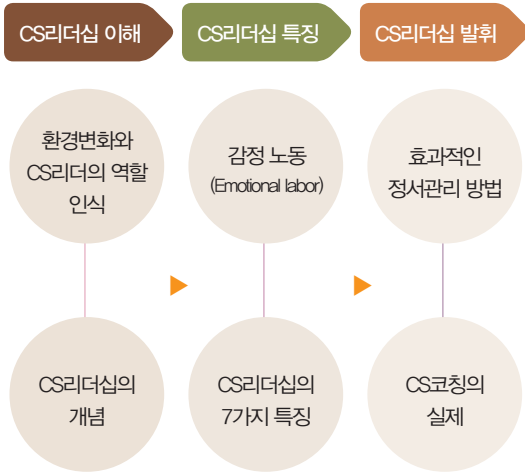 CS리더십 이해
CS리더십 특징
CS리더십 발휘
환경변화와
CS리더의 역할
인식
감정 노동
(Emotional labor)
효과적인
정서관리 방법
CS리더십의
개념
CS리더십의
7가지 특징
CS코칭의
실제